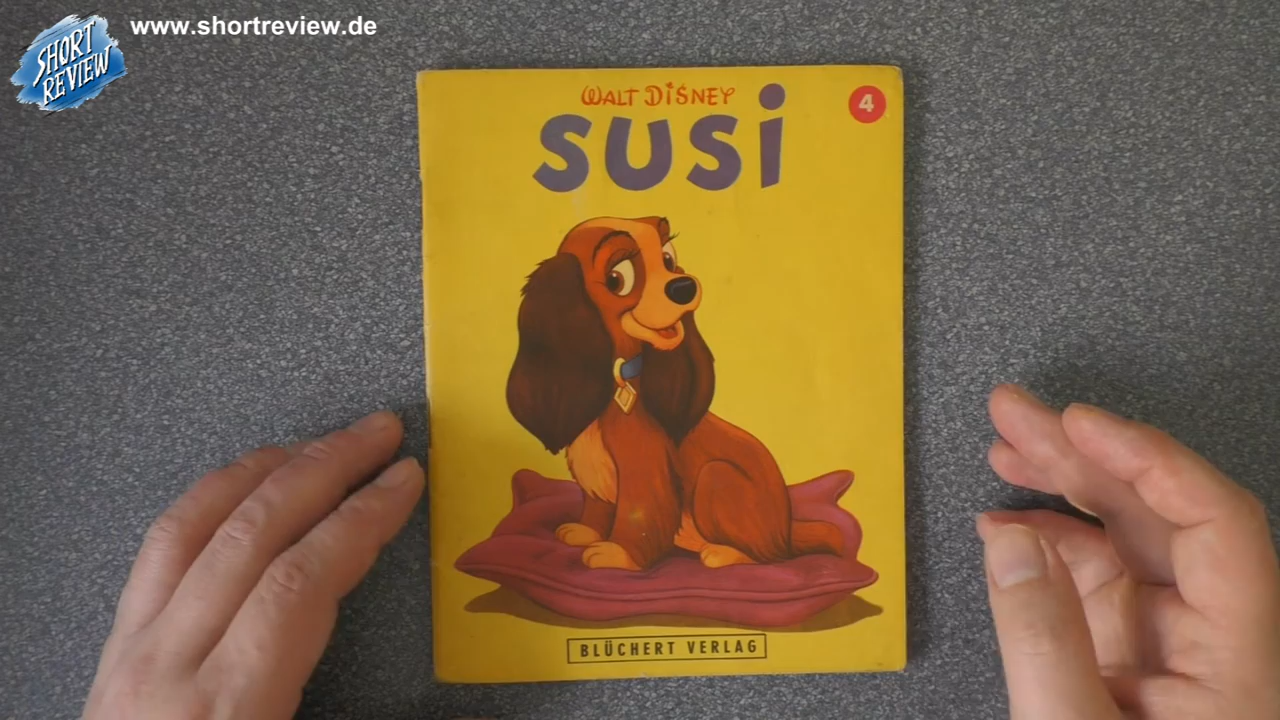 www.shortreview.de
SHORT
REVIEW
WALT DISNEY
SUSi
4
BLÜCHERT VERLAG